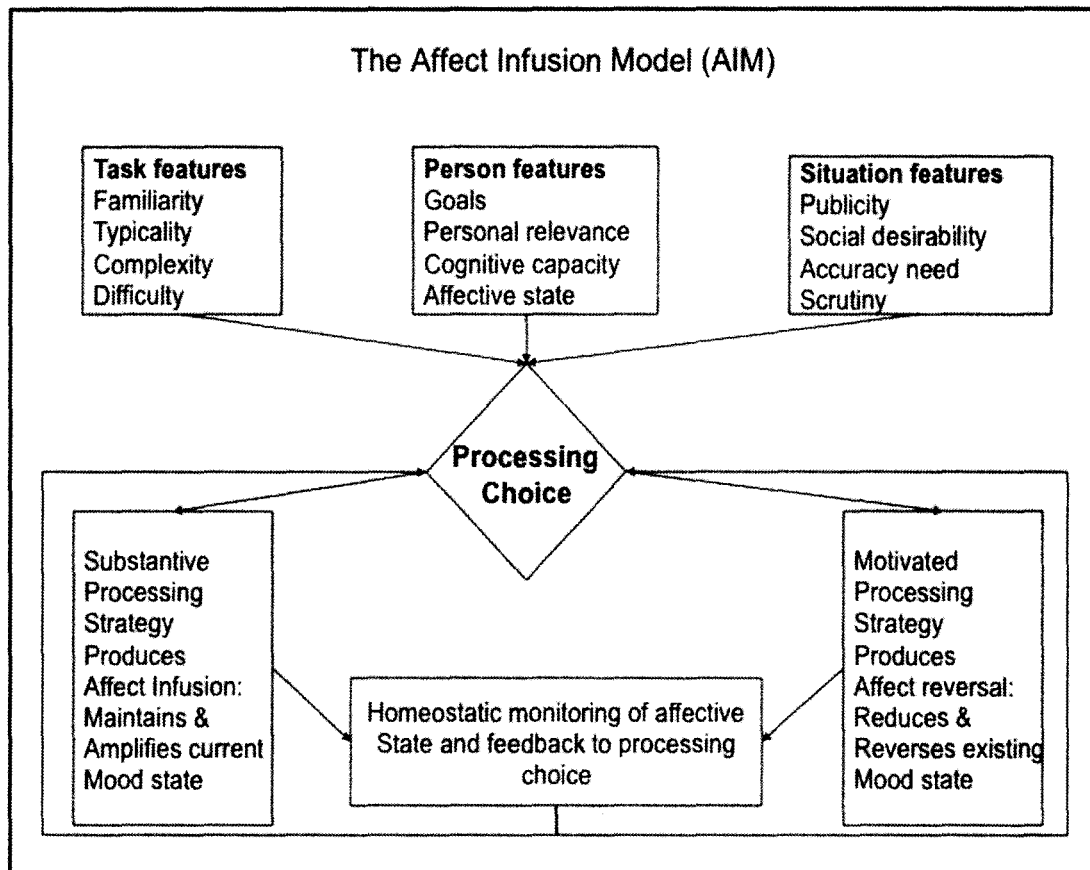 The Affect Infusion Model (AIM)
Task features
Familiarity
Typicality
Complexity
Difficulty
Person features
Goals
Personal relevance
Cognitive capacity
Affective state
Situation features
Publicity
Social desirability
Accuracy need
Scrutiny
Processing
Choice
Substantive
Processing
Strategy
Produces
Affect Infusion:
Maintains &
Amplifies current
Mood state
Homeostatic monitoring of affective
State and feedback to processing
choice
Motivated
Processing
Strategy
Produces
Affect reversal:
Reduces &
Reverses existing
Mood state